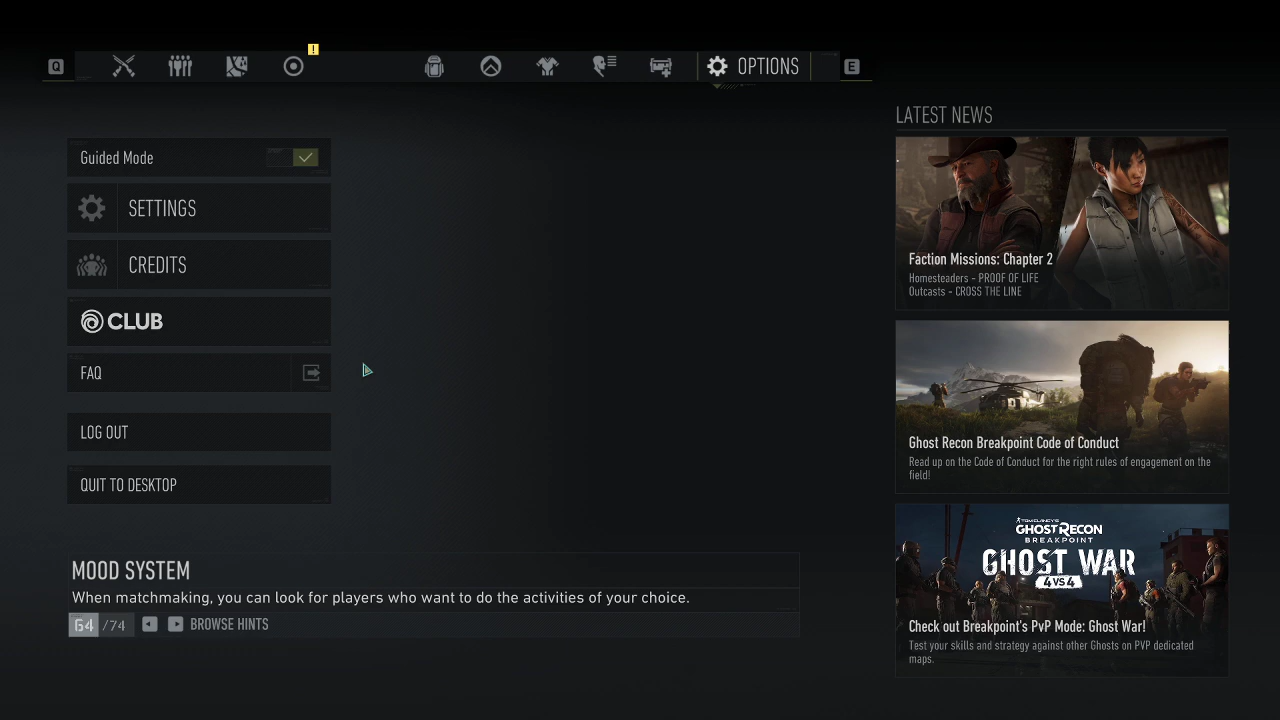 Q
!
OPTIONS
E
Guided Mode
SETTINGS
CREDITS
CLUB
FAQ
LOG OUT
QUIT TO DESKTOP
MOOD SYSTEM
When matchmaking, you can look for players who want to do the activities of your choice.
64 /74
BROWSE HINTS
LATEST NEWS
Faction Missions: Chapter 2
Homesteaders - PROOF OF LIFE
Outcasts - CROSS THE LINE
Ghost Recon Breakpoint Code of Conduct
Read up on the Code of Conduct for the right rules of engagement on the
field!
TOM CLANCY'S
GHOST RECON
BREAKPOINT
GHOST WAR
4 VS 4
Check out Breakpoint's PvP Mode: Ghost War!
Test your skills and strategy against other Ghosts on PVP dedicated
maps.